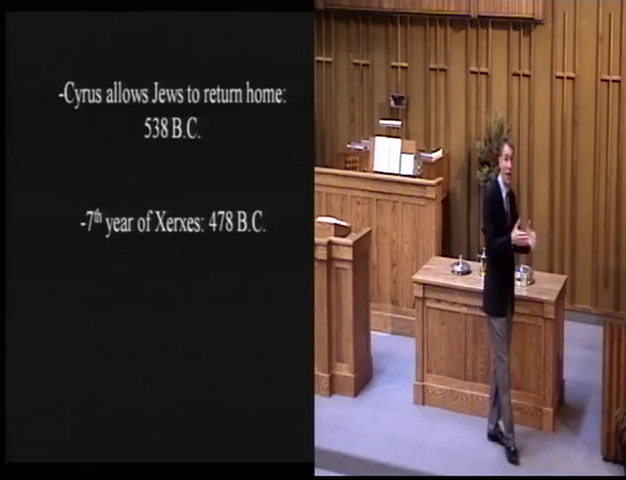 -Cyrus allows Jews to return home:
538 B.C.
-7th year of Xerxes: 478 B.C.